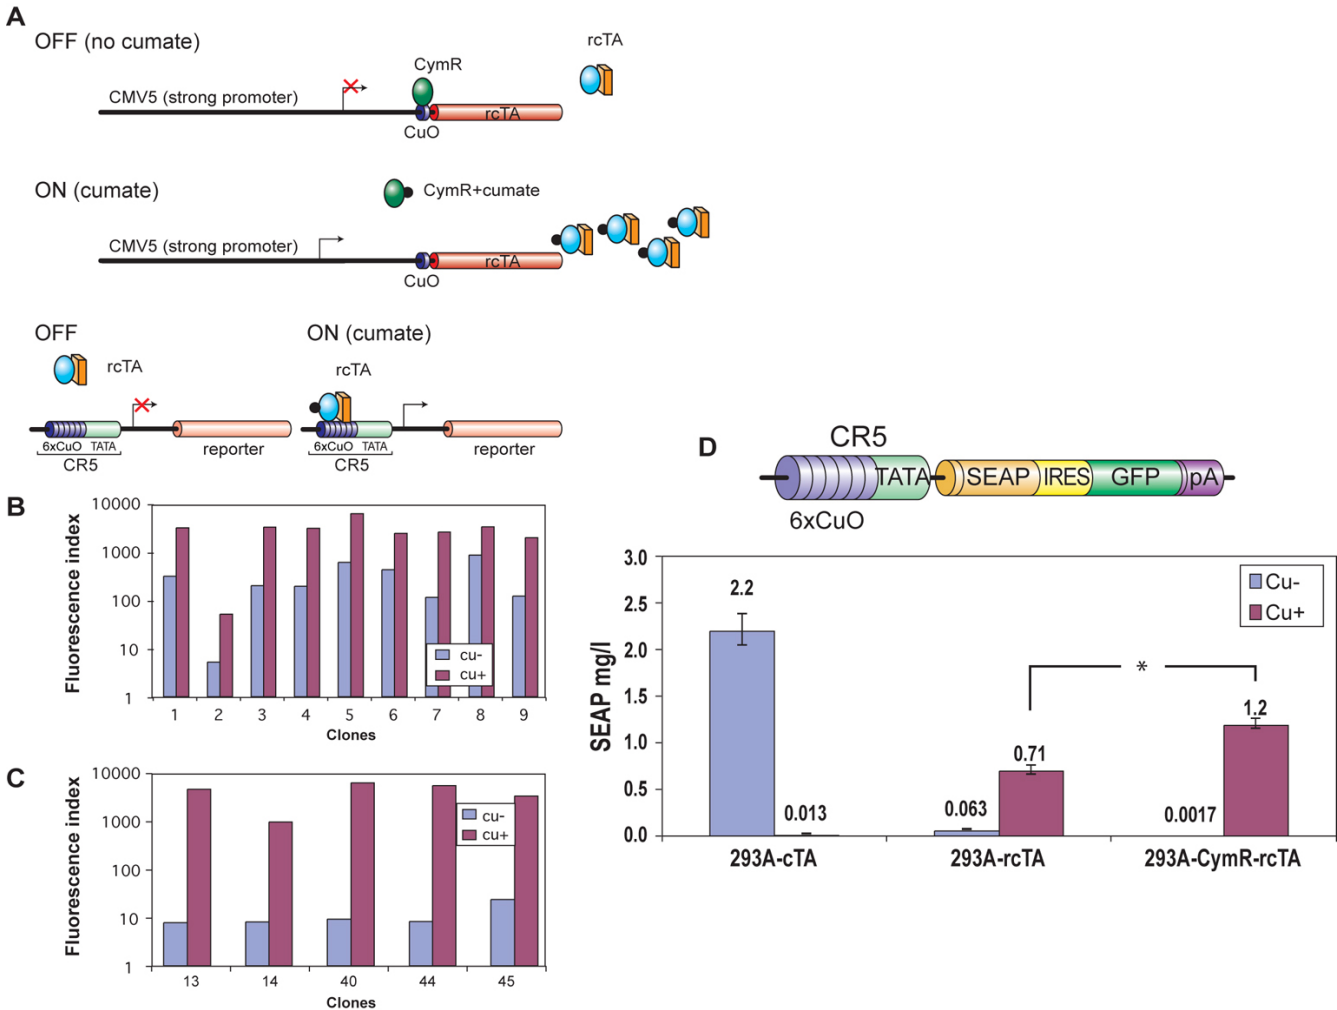 A
OFF (no cumate)
rcTA
CymR
CMV5 (strong promoter)
rcTA
CuO
ON (cumate)
CymR+cumate
CMV5 (strong promoter)
rcTA
CuO
OFF
ON (cumate)
rcTA
rcTA
6xCuO TATA
reporter
6xCuO TATA
reporter
CR5
CR5
B
Fluorescence index
10000
1000
100
10
1
cu-
cu+
1 2 3 4 5 6 7 8 9
Clones
C
Fluorescence index
10000
1000
100
10
1
cu-
cu+
13 14 40 44 45
Clones
D
CR5
TATA SEAP IRES GFP pA
6xCuO
SEAP mg/l
3.0
2.5
2.0
1.5
1.0
0.5
0.0
Cu-
Cu+
2.2
0.013
0.063
0.71
*
0.0017
1.2
293A-cTA 293A-rcTA 293A-CymR-rcTA